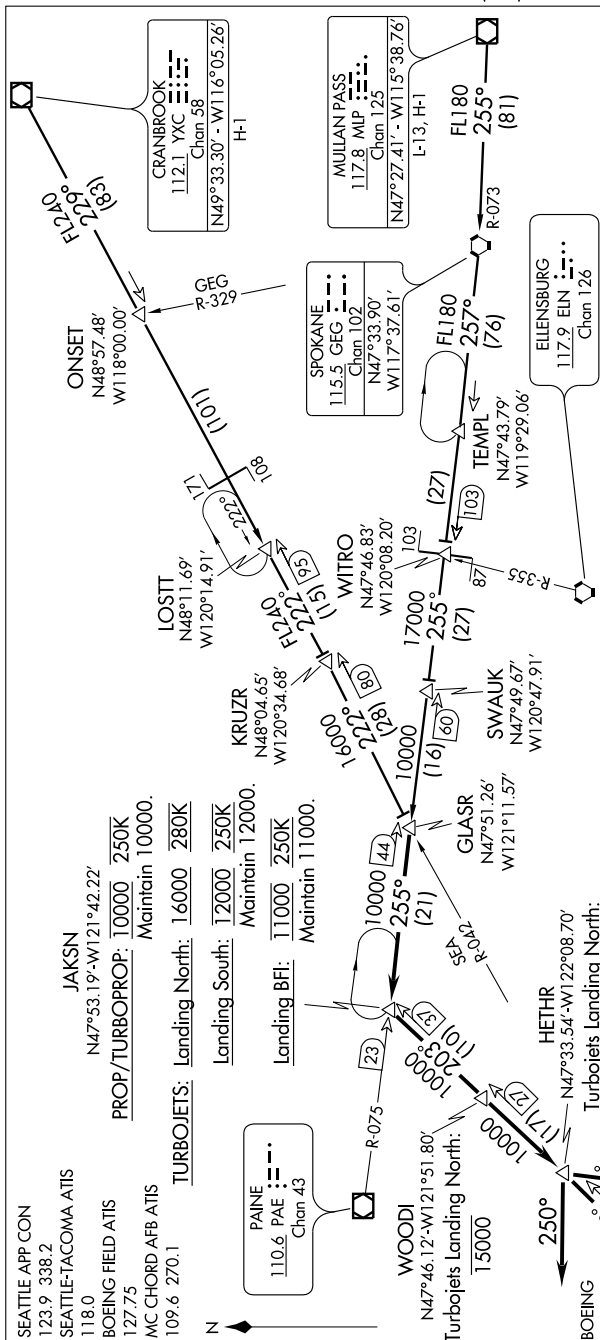 SEATTLE APP CON
123.9 338.2
SEATTLE-TACOMA ATIS
118.0
BOEING FIELD ATIS
127.75
MC CHORD AFB ATIS
109.6 270.1
JAKSN
N47°53.19'-W121°42.22'
PROP/TURBOPROP: 10000 250K
Maintain 10000.
TURBOJETS: Landing North: 16000 280K
Landing South: 12000 250K
Maintain 12000.
Landing BFI: 11000 250K
Maintain 11000.
CRANBROOK
112.1 YXC
Chan 58
N49°33.30' - W116°05.26'
H-1
FL240
229°
(83)
ONSET
N48°57.48'
W118°00.00'
GEG
R-329
(101)
171
108
222°
LOSTT
N48°11.69'
W120°14.91'
95
FL240
222°
(15)
KRUZR
N48°04.65'
W120°34.68'
80
16000
222°
(28)
MULLAN PASS
117.8 MLP
Chan 125
N47°27.41' - W115°38.76'
L-13, H-1
FL180
255°
(81)
R-073
SPOKANE
115.5 GEG
Chan 102
N47°33.90'
W117°37.61'
FL180
257°
(76)
TEMPL
N47°43.79'
W119°29.06'
(27)
103
WITRO
N47°46.83'
W120°08.20'
103
87
R-355
ELLENSBURG
117.9 ELN
Chan 126
17000
255°
(27)
SWAUK
N47°49.67'
W120°47.91'
60
10000
(16)
GLASR
N47°51.26'
W121°11.57'
44
SEA
R-042
10000
255°
(21)
PAINE
110.6 PAE
Chan 43
R-075
23
37
10000
203°
(10)
WOODI
N47°46.12'-W121°51.80'
Turbojets Landing North:
15000
27
10000
(17)
HETHR
N47°33.54'-W122°08.70'
Turbojets Landing North:
250°
BOEING
N